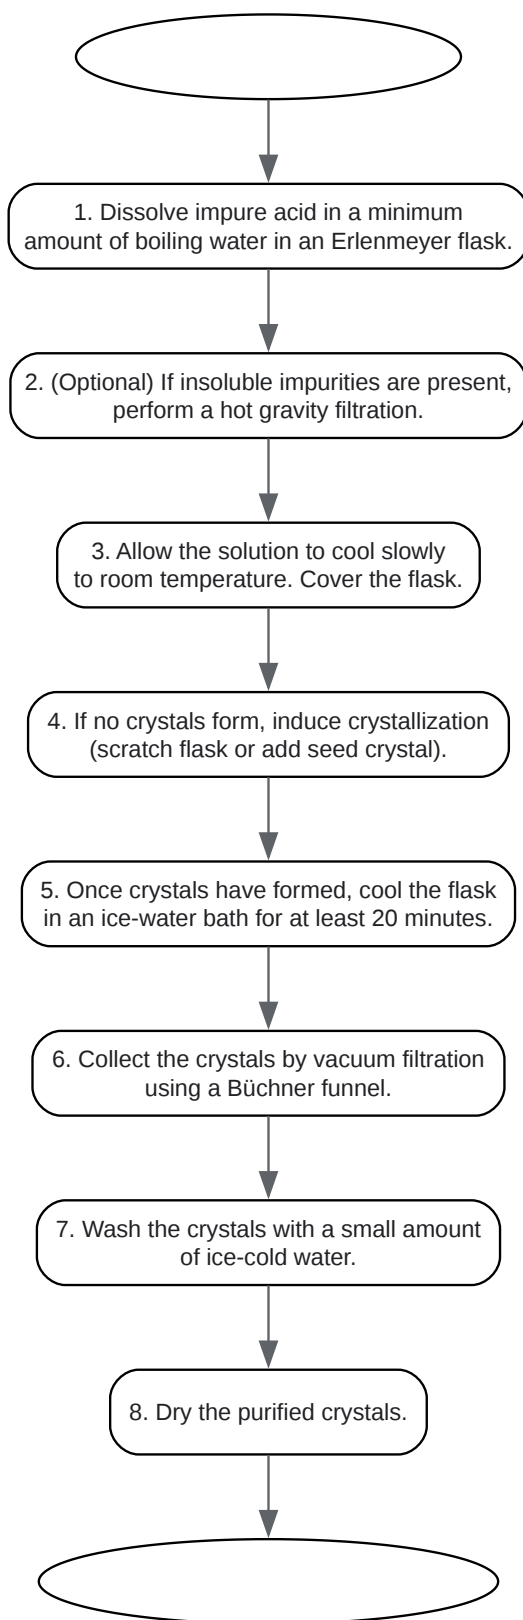 1. Dissolve impure acid in a minimum
amount of boiling water in an Erlenmeyer flask.
2. (Optional) If insoluble impurities are present,
perform a hot gravity filtration.
3. Allow the solution to cool slowly
to room temperature. Cover the flask.
4. If no crystals form, induce crystallization
(scratch flask or add seed crystal).
5. Once crystals have formed, cool the flask
in an ice-water bath for at least 20 minutes.
6. Collect the crystals by vacuum filtration
using a Büchner funnel.
7. Wash the crystals with a small amount
of ice-cold water.
8. Dry the purified crystals.